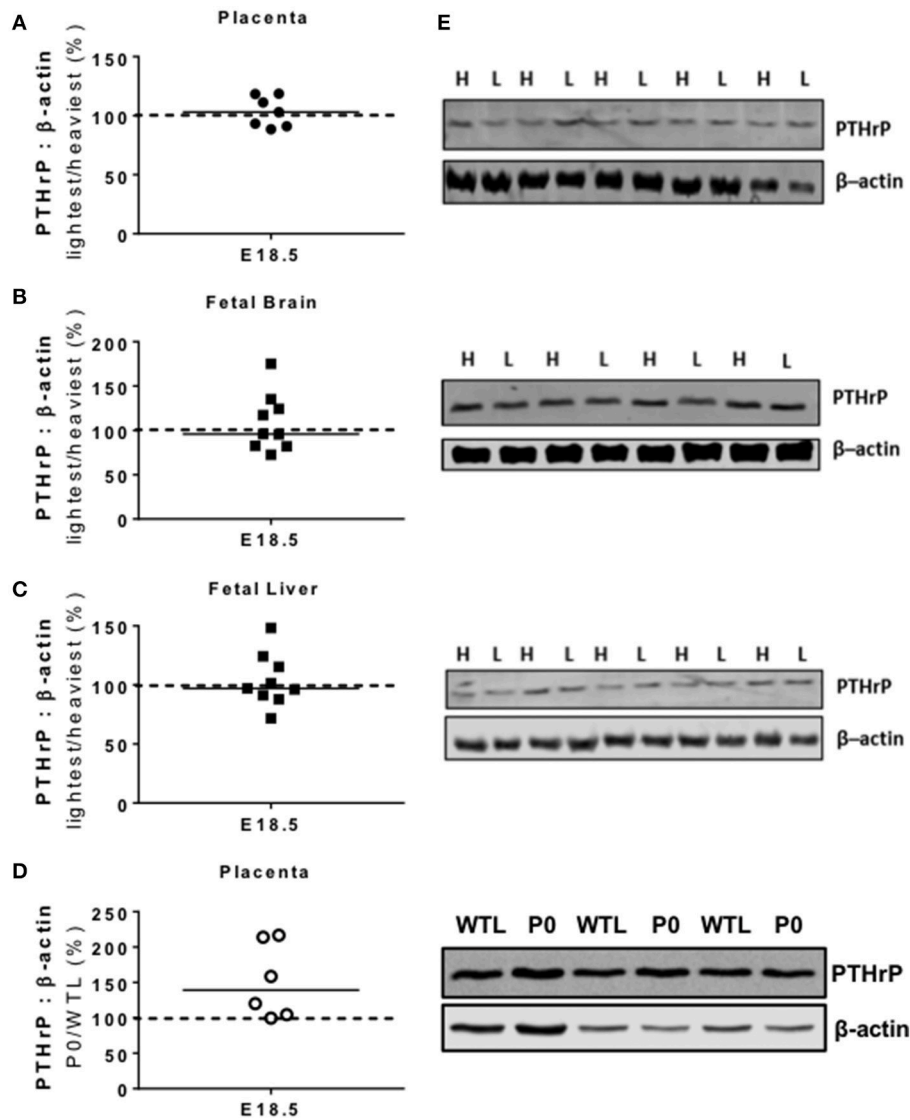 A
Placenta
PTHrP : β-actin
lightest/heaviest (%)
150
100
50
0
E18.5
E
H L H L H L H L H L
PTHrP
β–actin
B
Fetal Brain
PTHrP : β-actin
lightest/heaviest (%)
200
150
100
50
0
E18.5
H L H L H L H L
PTHrP
β–actin
C
Fetal Liver
PTHrP : β-actin
lightest/heaviest (%)
150
100
50
0
E18.5
H L H L H L H L H L
PTHrP
β–actin
D
Placenta
PTHrP : β-actin
P0/WTL (%)
250
200
150
100
50
0
E18.5
WTL P0 WTL P0 WTL P0
PTHrP
β-actin